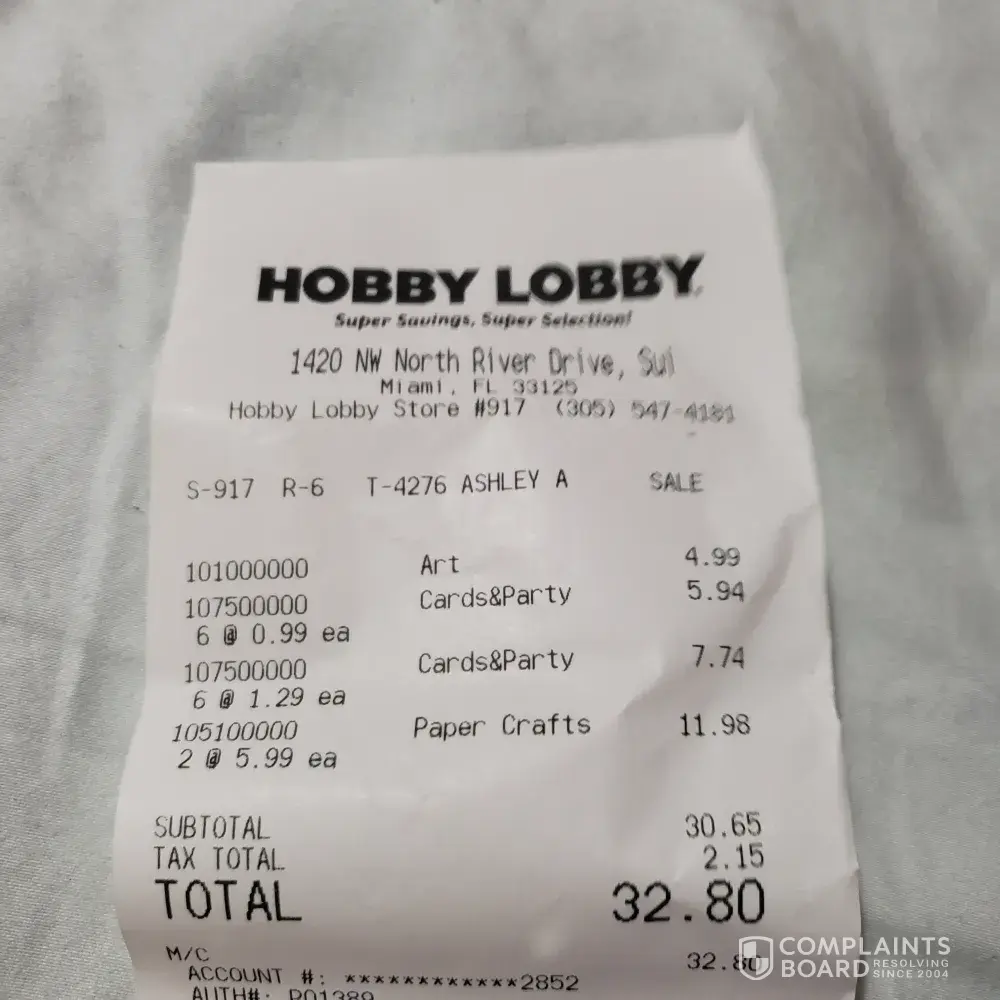 HOBBY LOBBY
Super Savings, Super Selection!
1420 NW North River Drive, Sui
Miami, FL 33125
Hobby Lobby Store #917 (305) 547-4181
S-917 R-6 T-4276 ASHLEY A SALE
101000000 Art 4.99
107500000 Cards&Party 5.94
6 @ 0.99 ea
107500000 Cards&Party 7.74
6 @ 1.29 ea
105100000 Paper Crafts 11.98
2 @ 5.99 ea
SUBTOTAL 30.65
TAX TOTAL 2.15
TOTAL 32.80
M/C 32.80
ACCOUNT #: ************2852
AUTH#:
COMPLAINTS
BOARD RESOLVING
SINCE 2004